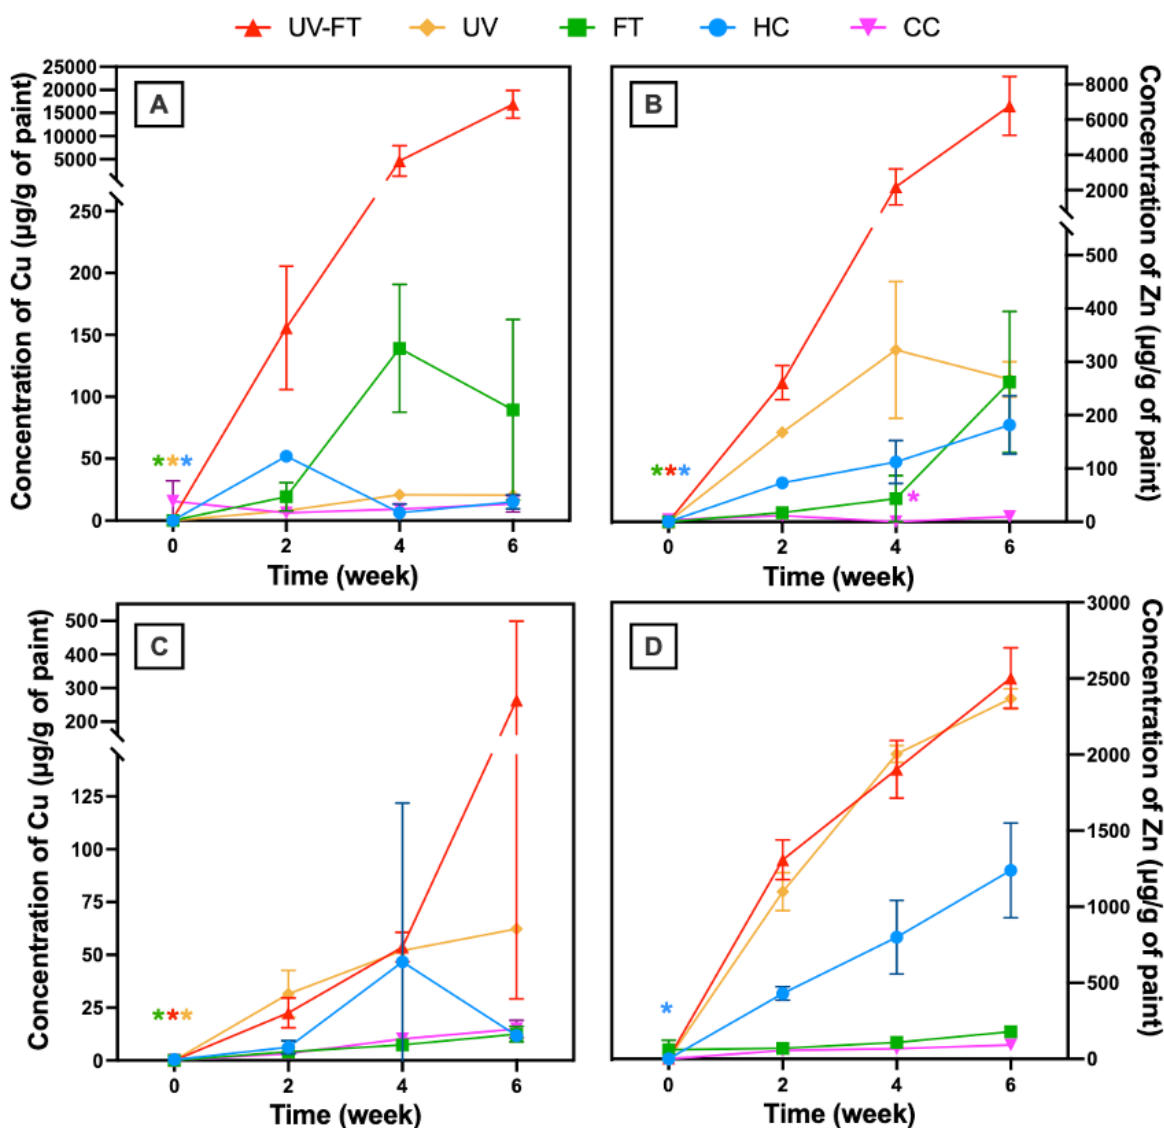 UV-FT UV FT HC CC
A
Concentration of Cu (µg/g of paint)
25000
20000
15000
10000
5000
250
200
150
100
50
0
***
0 2 4 6
Time (week)
B
Concentration of Zn (µg/g of paint)
8000
6000
4000
2000
500
400
300
200
100
0
***
*
0 2 4 6
Time (week)
C
Concentration of Cu (µg/g of paint)
500
400
300
200
125
100
75
50
25
0
***
0 2 4 6
Time (week)
D
Concentration of Zn (µg/g of paint)
3000
2500
2000
1500
1000
500
0
*
0 2 4 6
Time (week)